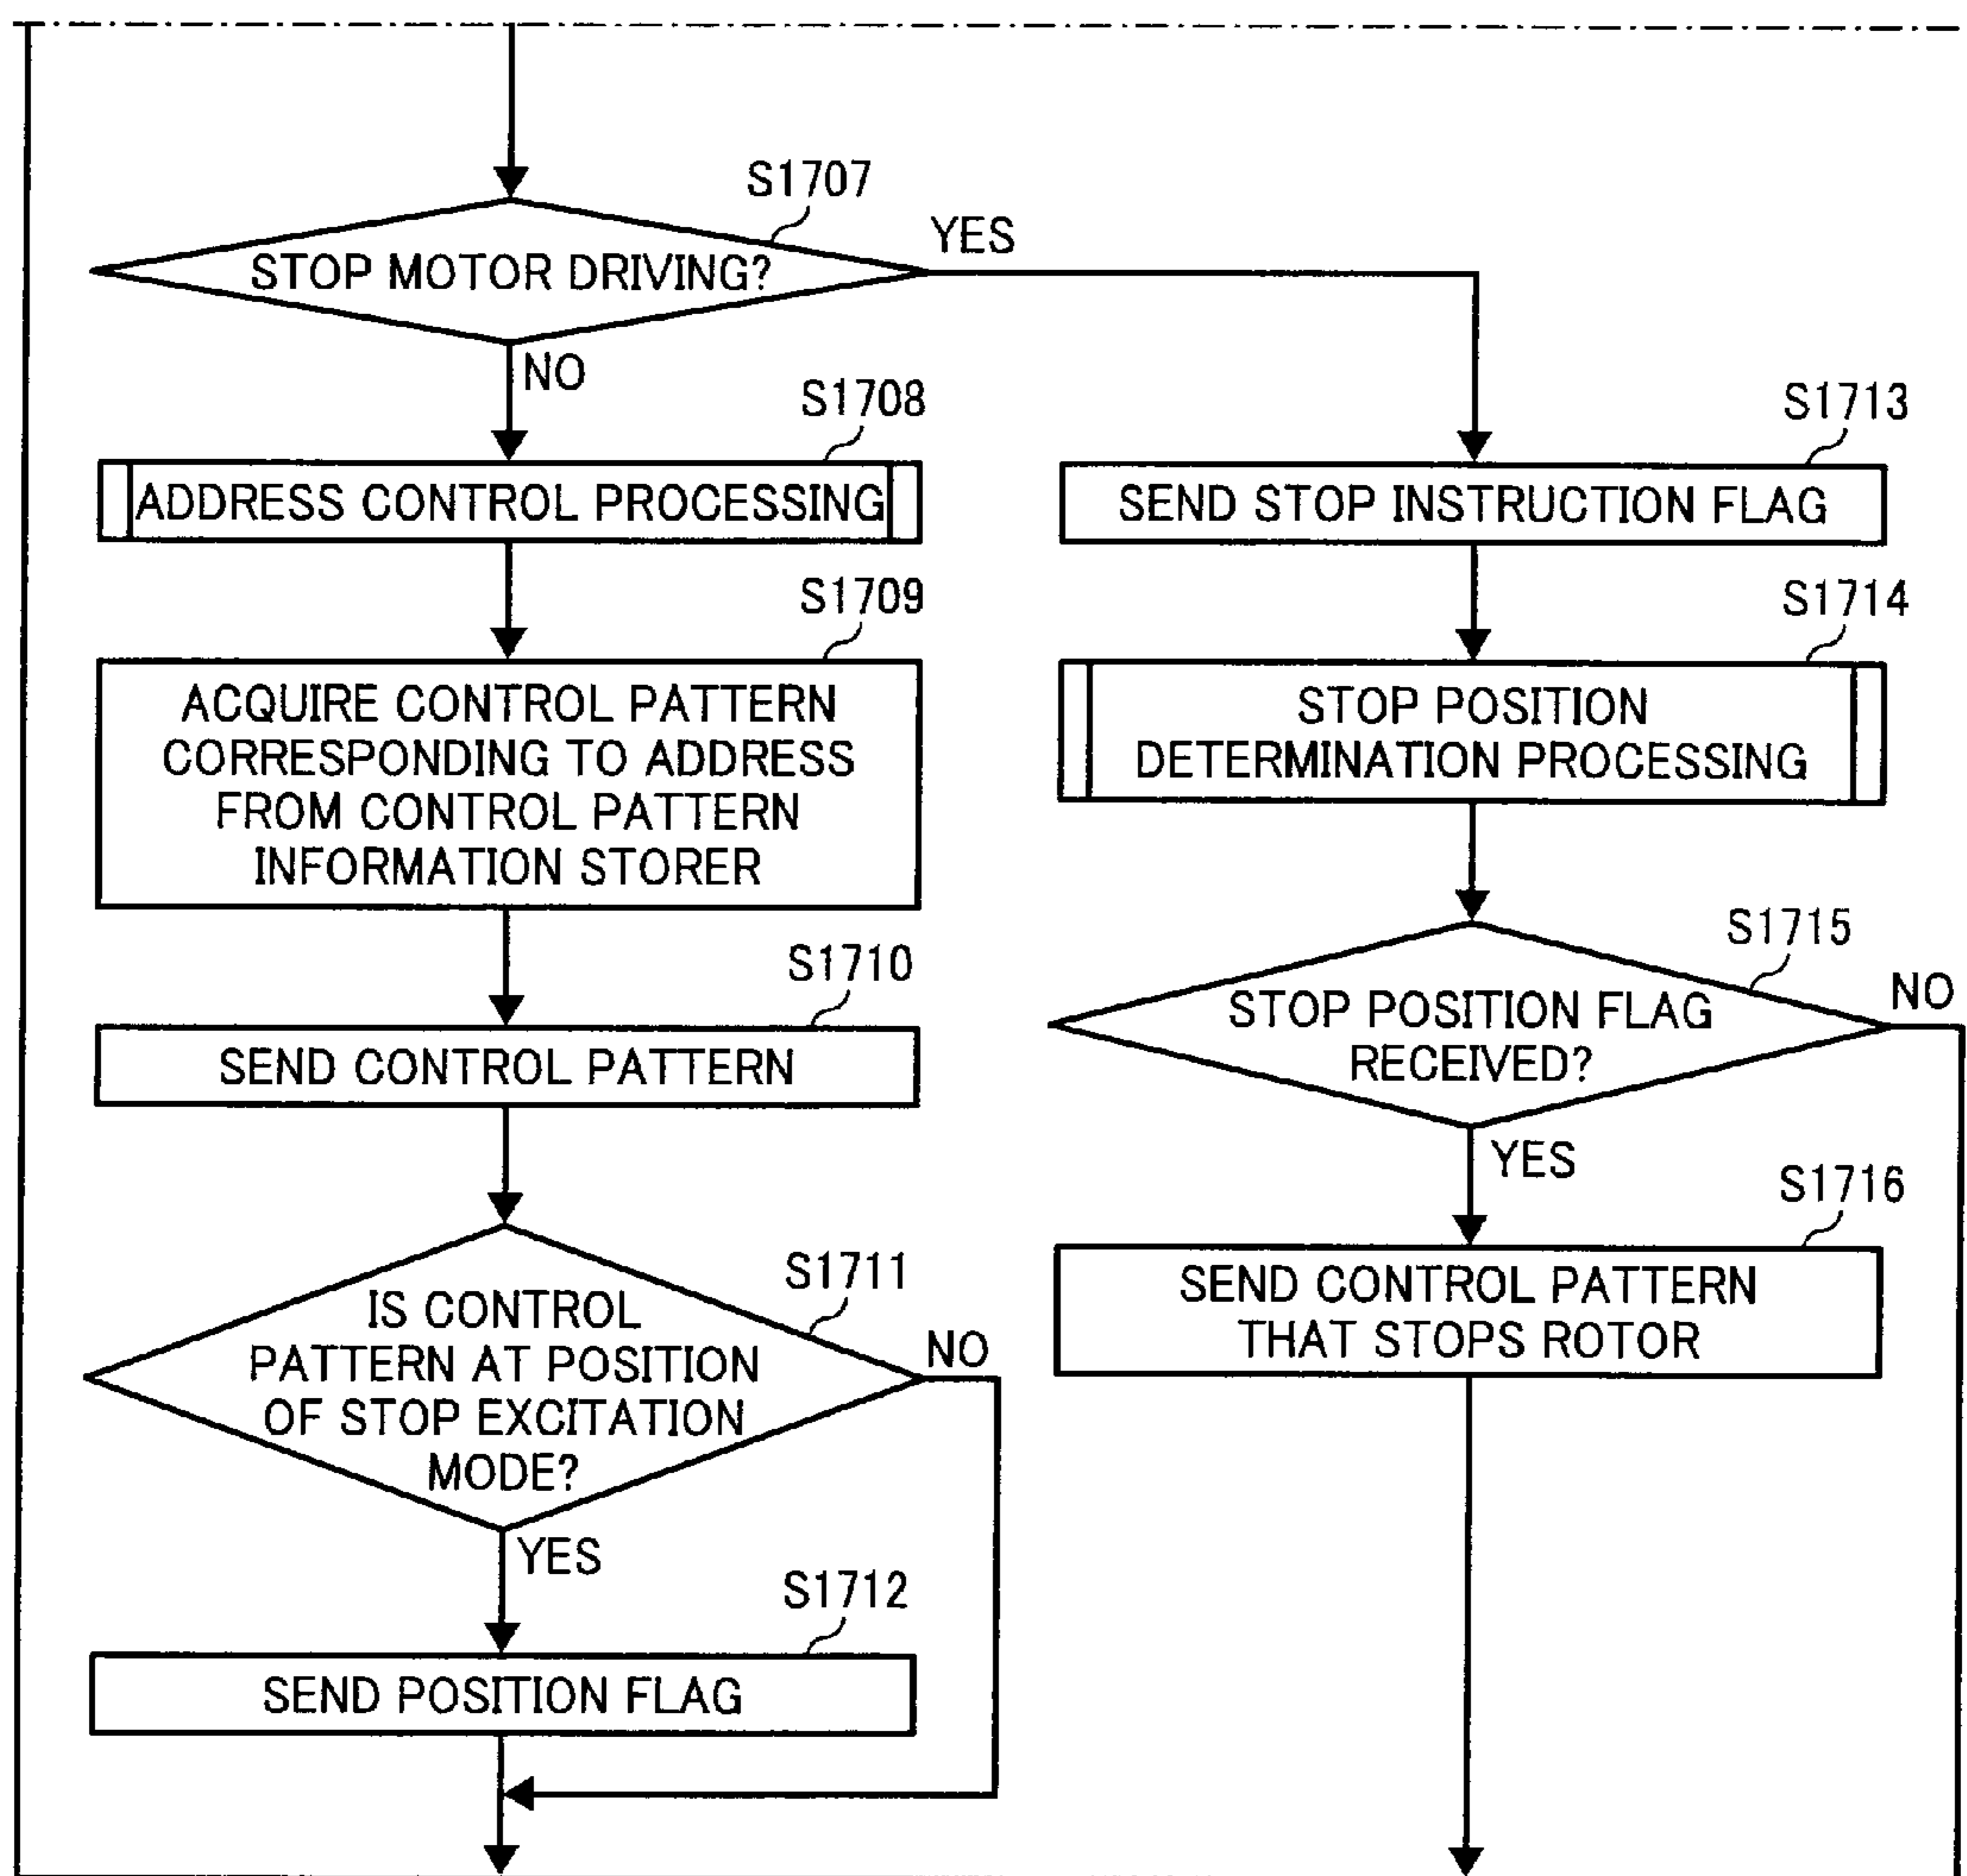 S1707
STOP MOTOR DRIVING?
YES
NO
S1708
ADDRESS CONTROL PROCESSING
S1709
ACQUIRE CONTROL PATTERN
CORRESPONDING TO ADDRESS
FROM CONTROL PATTERN
INFORMATION STORER
S1710
SEND CONTROL PATTERN
S1711
IS CONTROL
PATTERN AT POSITION
OF STOP EXCITATION
MODE?
NO
YES
S1712
SEND POSITION FLAG
S1713
SEND STOP INSTRUCTION FLAG
S1714
STOP POSITION
DETERMINATION PROCESSING
S1715
STOP POSITION FLAG
RECEIVED?
NO
YES
S1716
SEND CONTROL PATTERN
THAT STOPS ROTOR